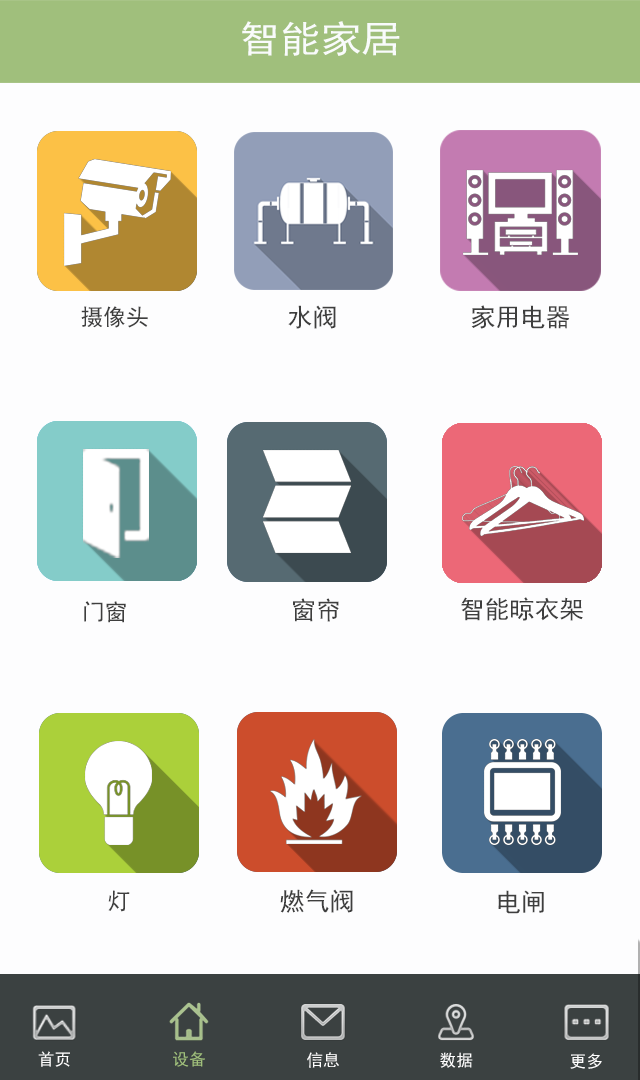 智能家居
摄像头
水阀
家用电器
门窗
窗帘
智能晾衣架
灯
燃气阀
电闸
首页
设备
信息
数据
更多